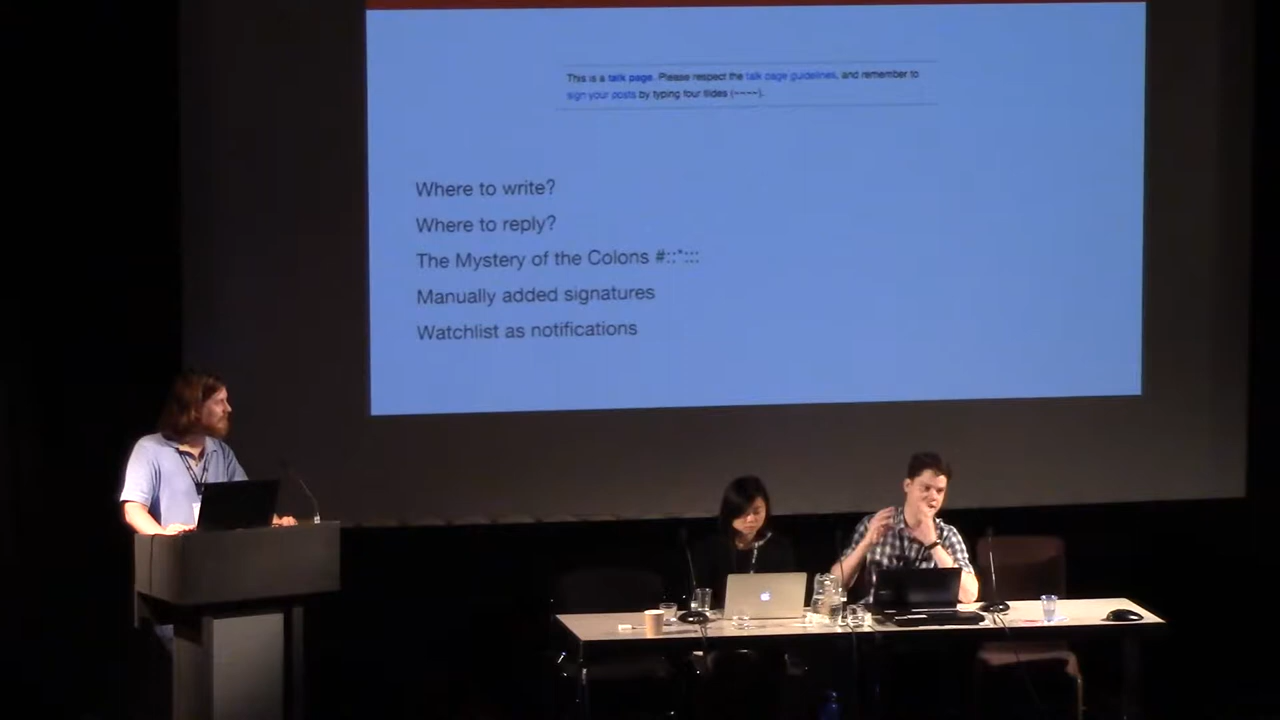 This is a talk page. Please respect the talk page guidelines, and remember to
sign your posts by typing four tildes (~~~~).
Where to write?
Where to reply?
The Mystery of the Colons #::*:::
Manually added signatures
Watchlist as notifications